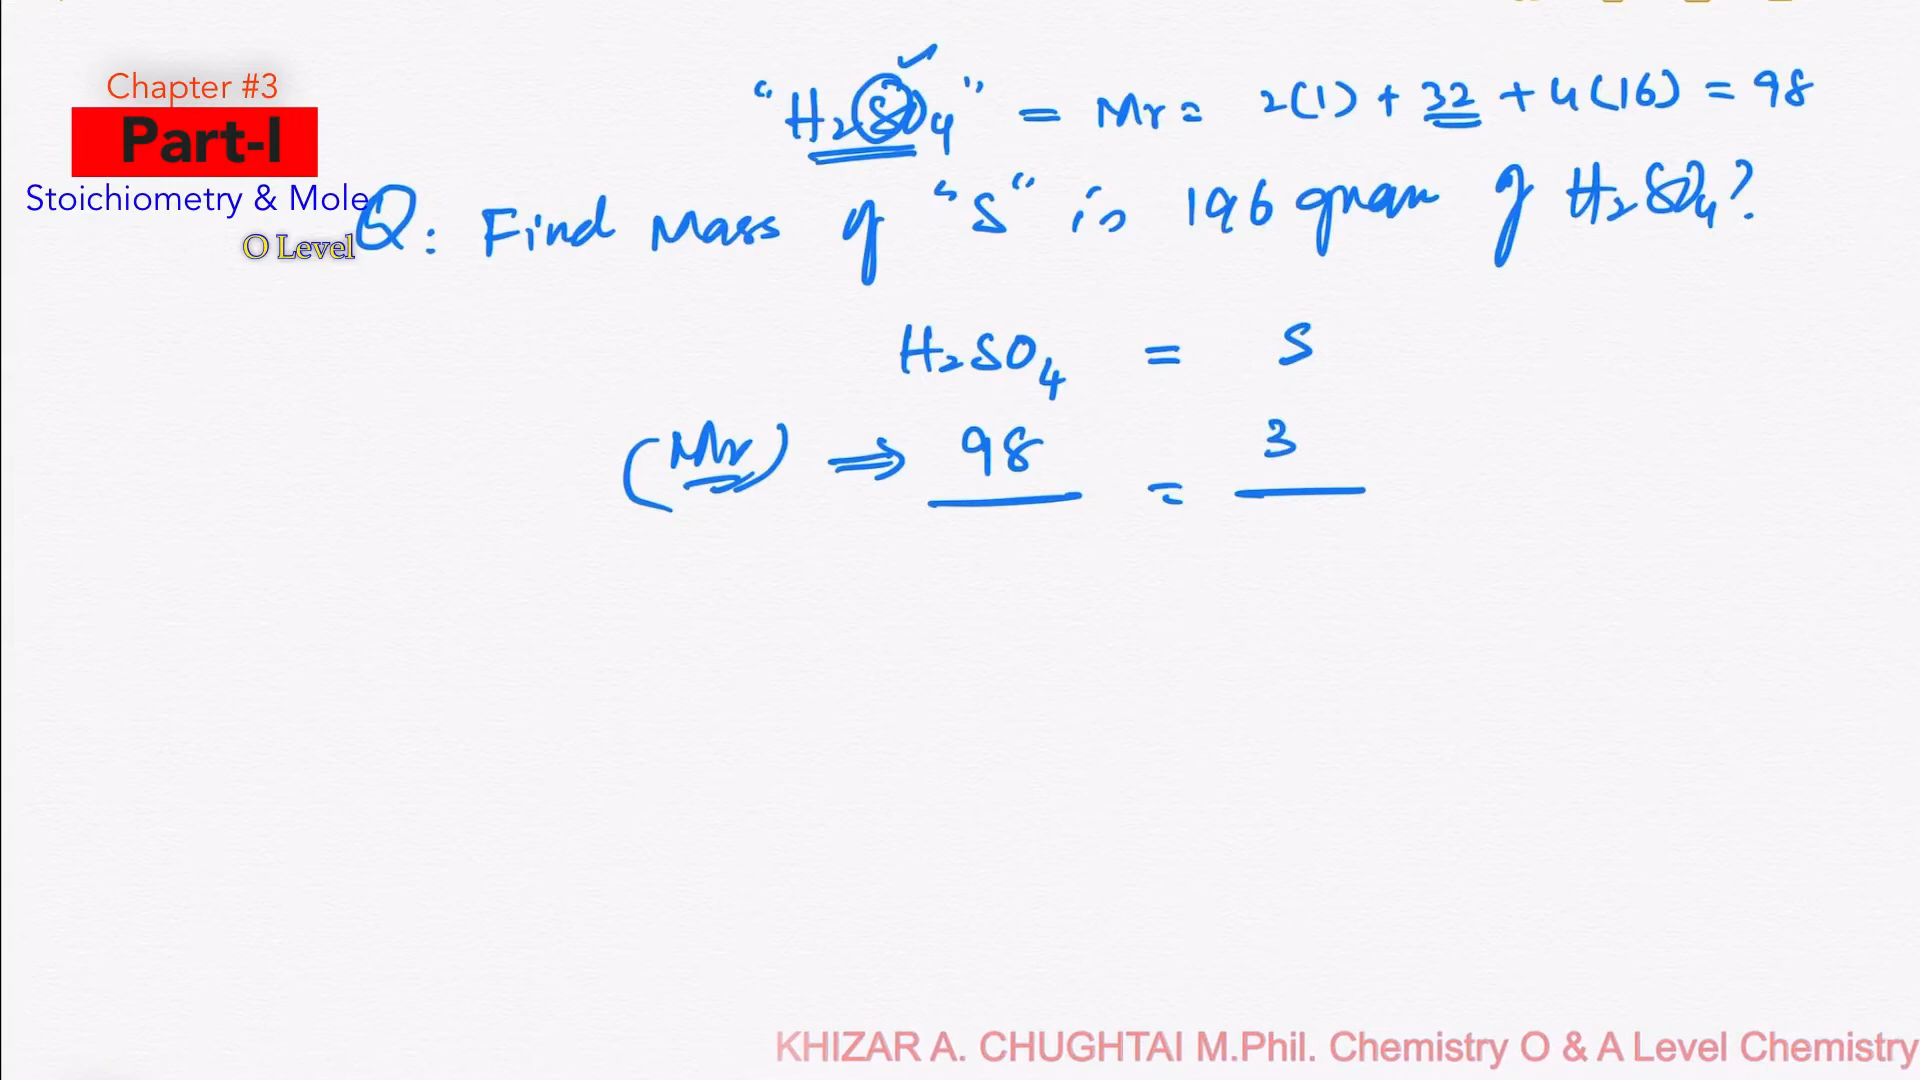 Chapter #3
Part-I
Stoichiometry & Mole
O Level
"H₂SO₄" = Mr = 2(1) + 32 + 4(16) = 98
Q: Find Mass of "S" is 196 gram of H₂SO₄?
H₂SO₄ = S
(Mr) ⇒ 98 = 3
KHIZAR A. CHUGHTAI M.Phil. Chemistry O & A Level Chemistry